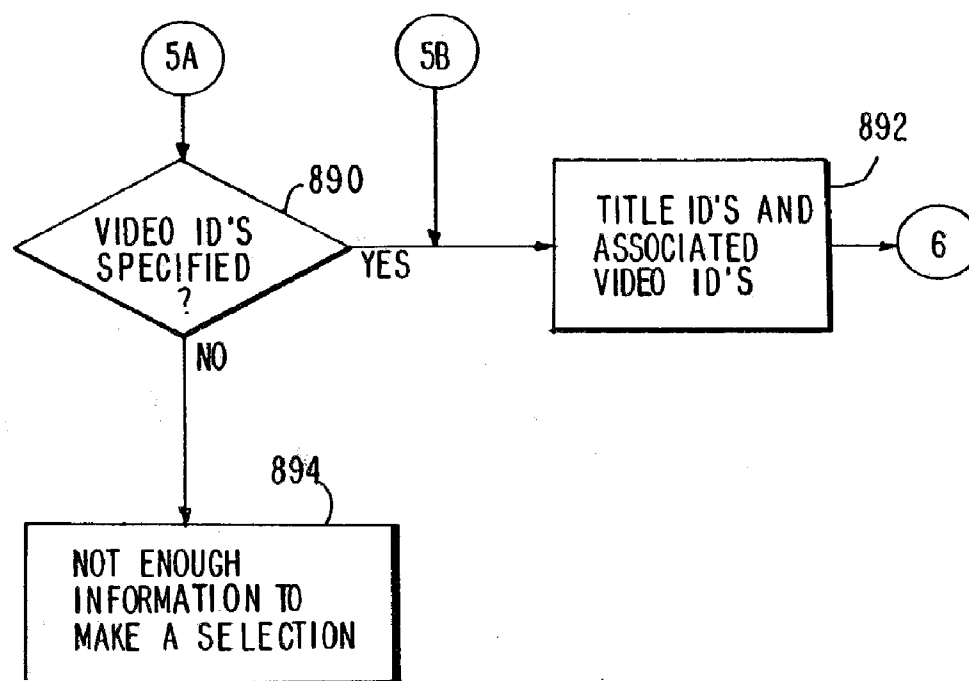 5A
5B
890
VIDEO ID'S
SPECIFIED
?
YES
NO
892
TITLE ID'S AND
ASSOCIATED
VIDEO ID'S
6
894
NOT ENOUGH
INFORMATION TO
MAKE A SELECTION